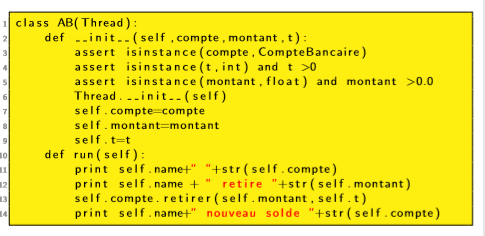 1 class AB(Thread):
2     def __init__(self,compte,montant,t):
3         assert isinstance(compte,CompteBancaire)
4         assert isinstance(t,int) and t >0
5         assert isinstance(montant,float) and montant >0.0
6         Thread.__init__(self)
7         self.compte=compte
8         self.montant=montant
9         self.t=t
10     def run(self):
11         print self.name+" "+str(self.compte)
12         print self.name + " retire "+str(self.montant)
13         self.compte.retirer(self.montant,self.t)
14         print self.name+" nouveau solde "+str(self.compte)